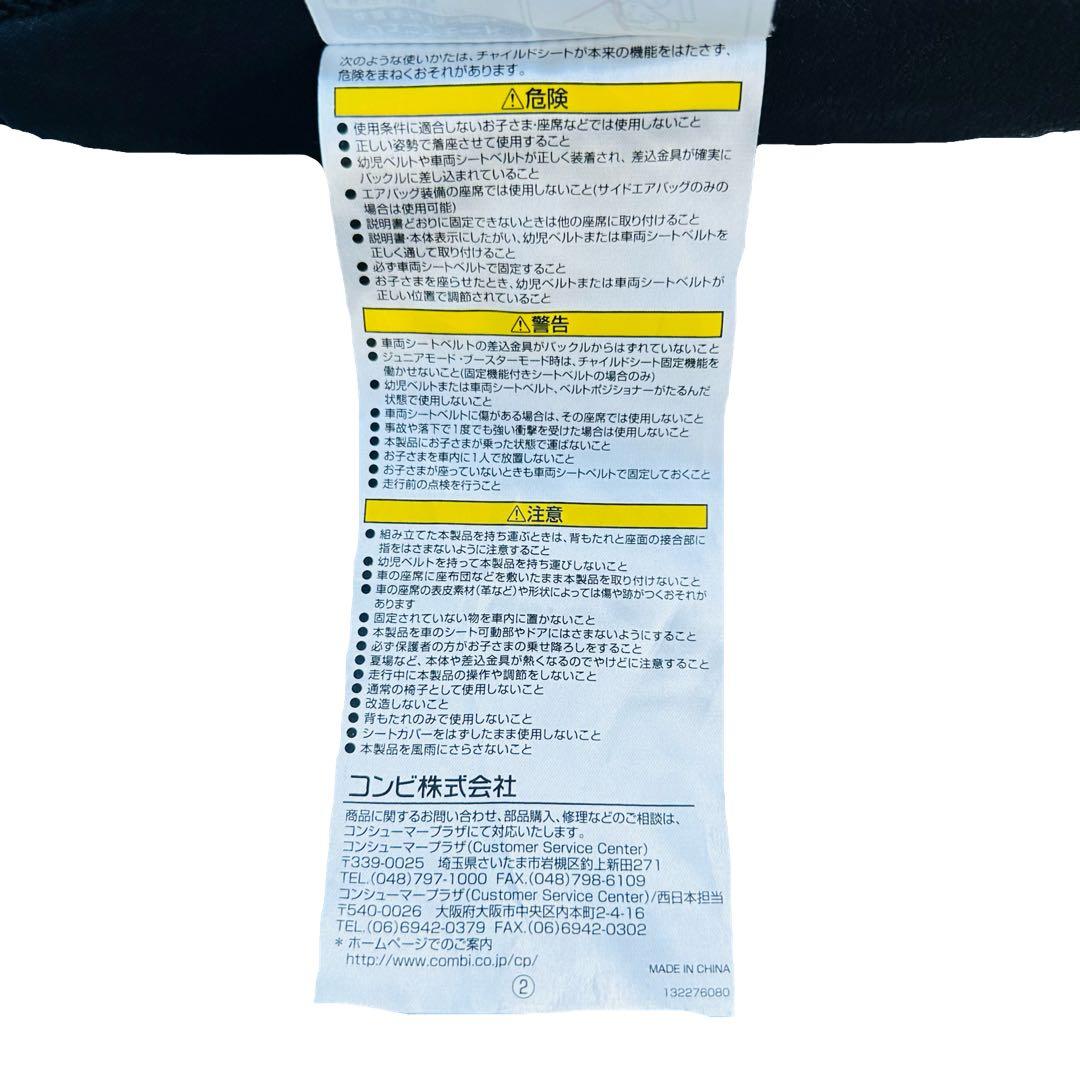 次のような使いかたは、チャイルドシートが本来の機能をはたさず、
危険をまねくおそれがあります。
⚠危険
● 使用条件に適合しないお子さま・座席などでは使用しないこと
● 正しい姿勢で着座させて使用すること
● 幼児ベルトや車両シートベルトが正しく装着され、差込金具が確実に
バックルに差し込まれていること
● エアバッグ装備の座席では使用しないこと(サイドエアバッグのみの
場合は使用可能)
● 説明書どおりに固定できないときは他の座席に取り付けること
● 説明書・本体表示にしたがい、幼児ベルトまたは車両シートベルトを
正しく通して取り付けること
● 必ず車両シートベルトで固定すること
● お子さまを座らせたとき、幼児ベルトまたは車両シートベルトが
正しい位置で調節されていること
⚠警告
● 車両シートベルトの差込金具がバックルからはずれていないこと
● ジュニアモード・ブースターモード時は、チャイルドシート固定機能を
働かせないこと(固定機能付きシートベルトの場合のみ)
● 幼児ベルトまたは車両シートベルト、ベルトポジショナーがたるんだ
状態で使用しないこと
● 車両シートベルトに傷がある場合は、その座席では使用しないこと
● 事故や落下で1度でも強い衝撃を受けた場合は使用しないこと
● 本製品にお子さまが乗った状態で運ばないこと
● お子さまを車内に1人で放置しないこと
● お子さまが座っていないときも車両シートベルトで固定しておくこと
● 走行前の点検を行うこと
⚠注意
● 組み立てた本製品を持ち運ぶときは、背もたれと座面の接合部に
指をはさまないように注意すること
● 幼児ベルトを持って本製品を持ち運びしないこと
● 車の座席に座布団などを敷いたまま本製品を取り付けないこと
● 車の座席の表皮素材(革など)や形状によっては傷や跡がつくおそれが
あります
● 固定されていない物を車内に置かないこと
● 本製品を車のシート可動部やドアにはさまないようにすること
● 必ず保護者の方がお子さまの乗せ降ろしをすること
● 夏場など、本体や差込金具が熱くなるのでやけどに注意すること
● 走行中に本製品の操作や調節をしないこと
● 通常の椅子として使用しないこと
● 改造しないこと
● 背もたれのみで使用しないこと
● シートカバーをはずしたまま使用しないこと
● 本製品を風雨にさらさないこと
コンビ株式会社
商品に関するお問い合わせ、部品購入、修理などのご相談は、
コンシューマープラザにて対応いたします。
コンシューマープラザ(Customer Service Center)
〒339-0025 埼玉県さいたま市岩槻区釣上新田271
TEL.(048)797-1000 FAX.(048)798-6109
コンシューマープラザ(Customer Service Center)/西日本担当
〒540-0026 大阪府大阪市中央区内本町2-4-16
TEL.(06)6942-0379 FAX.(06)6942-0302
＊ホームページでのご案内
http://www.combi.co.jp/cp/
②
MADE IN CHINA
132276080